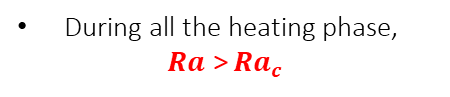 • During all the heating phase,
Ra > Rac